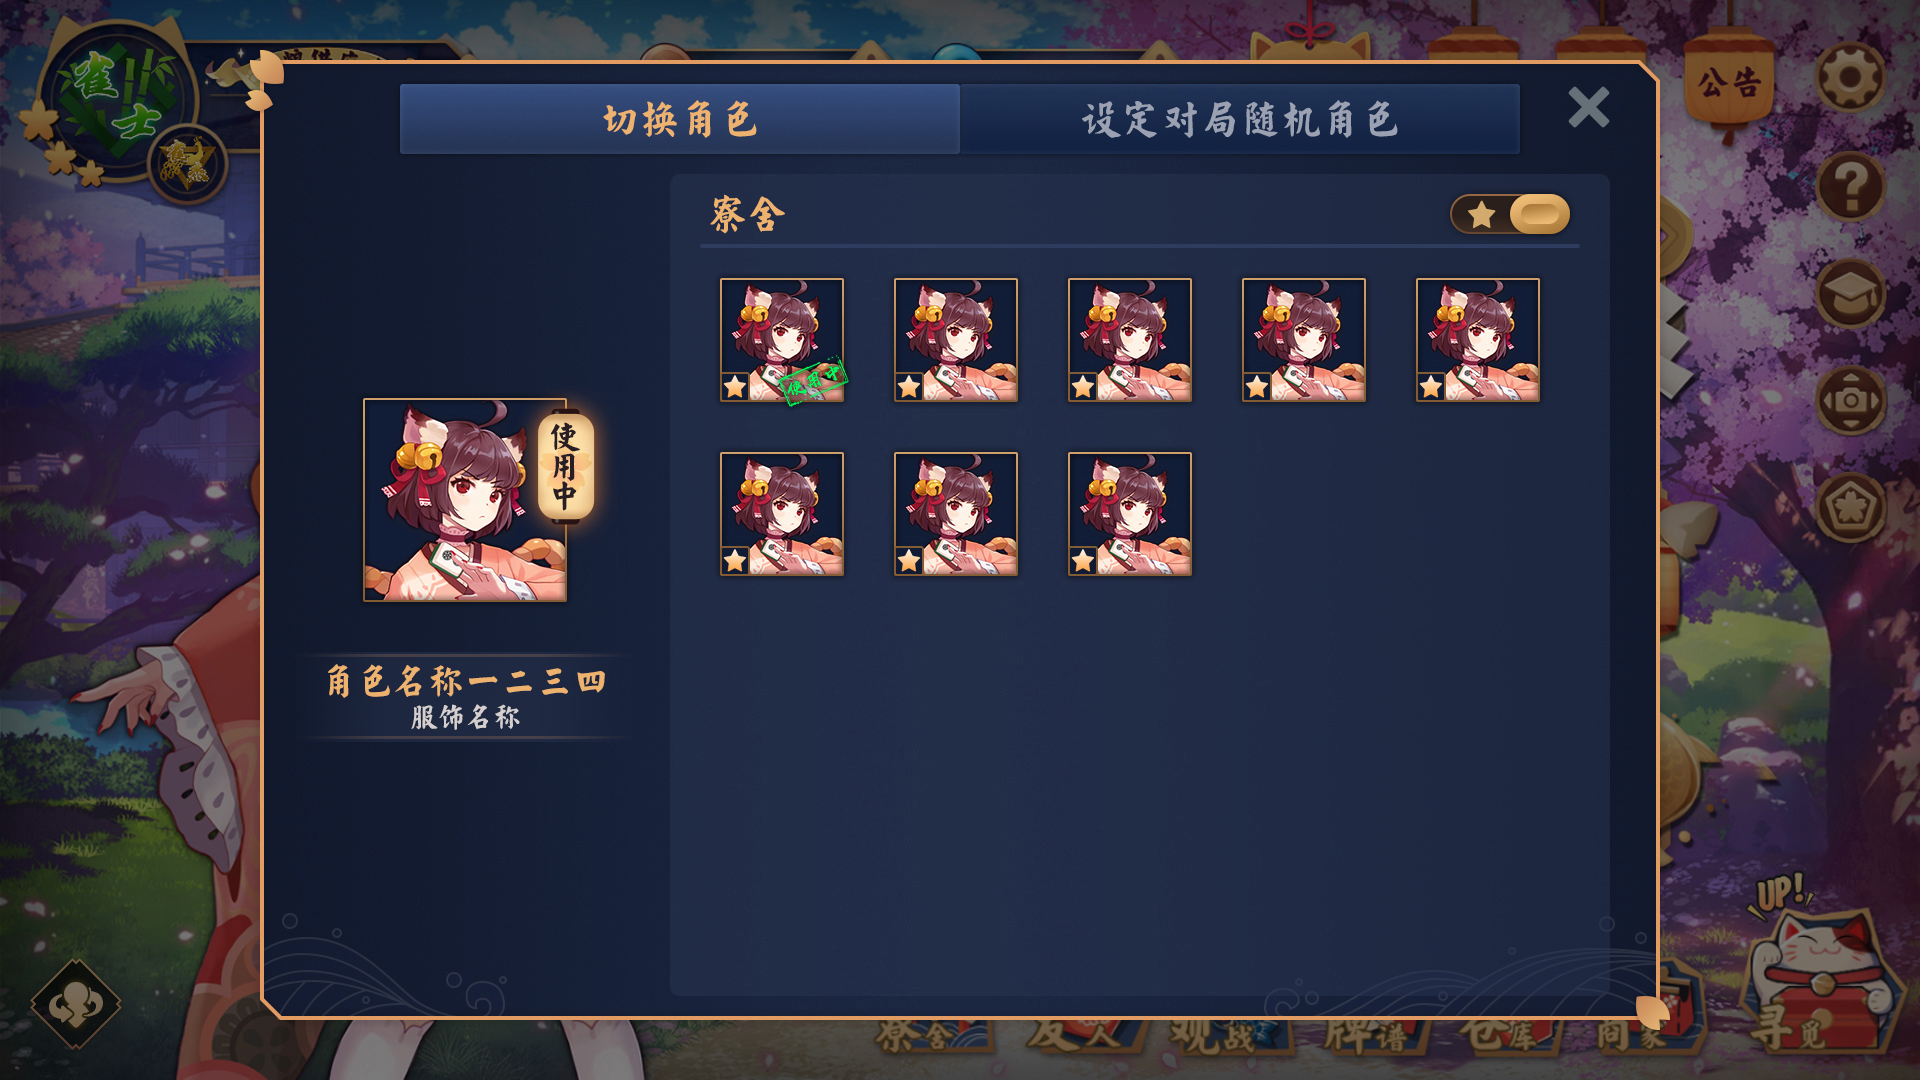 雀士
公告
切换角色
设定对局随机角色
寮舍
使用中
使用中
角色名称一二三四
服饰名称
UP!
寮舍
友人
观战
牌谱
仓库
商家
寻觅